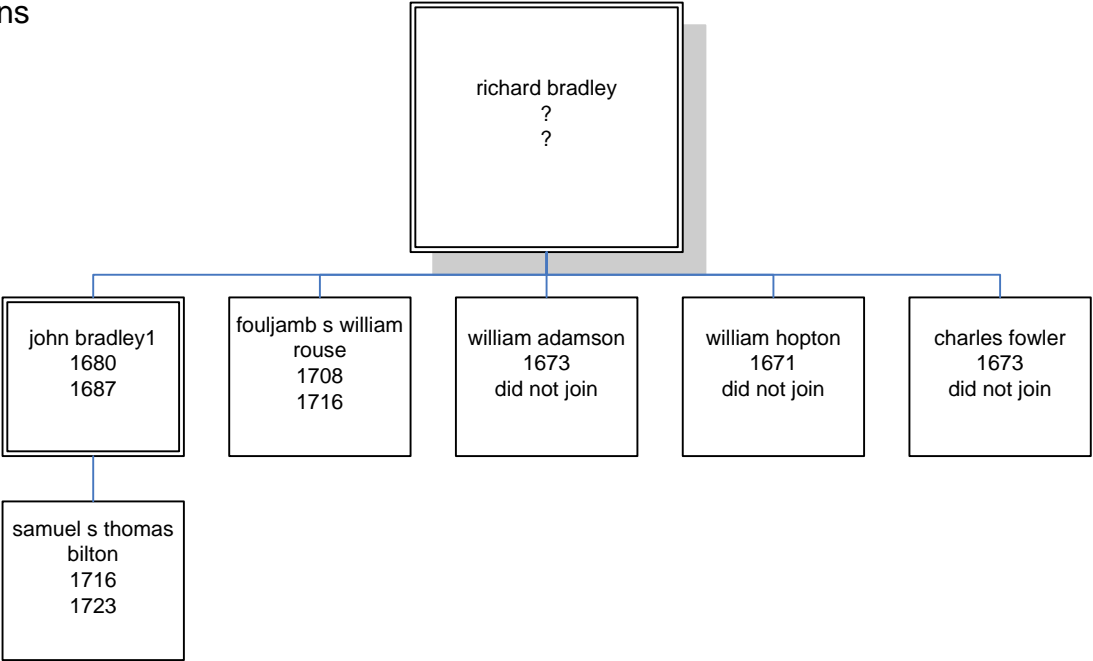 ns
richard bradley
?
?
john bradley1
1680
1687
fouljamb s william
rouse
1708
1716
william adamson
1673
did not join
william hopton
1671
did not join
charles fowler
1673
did not join
samuel s thomas
bilton
1716
1723